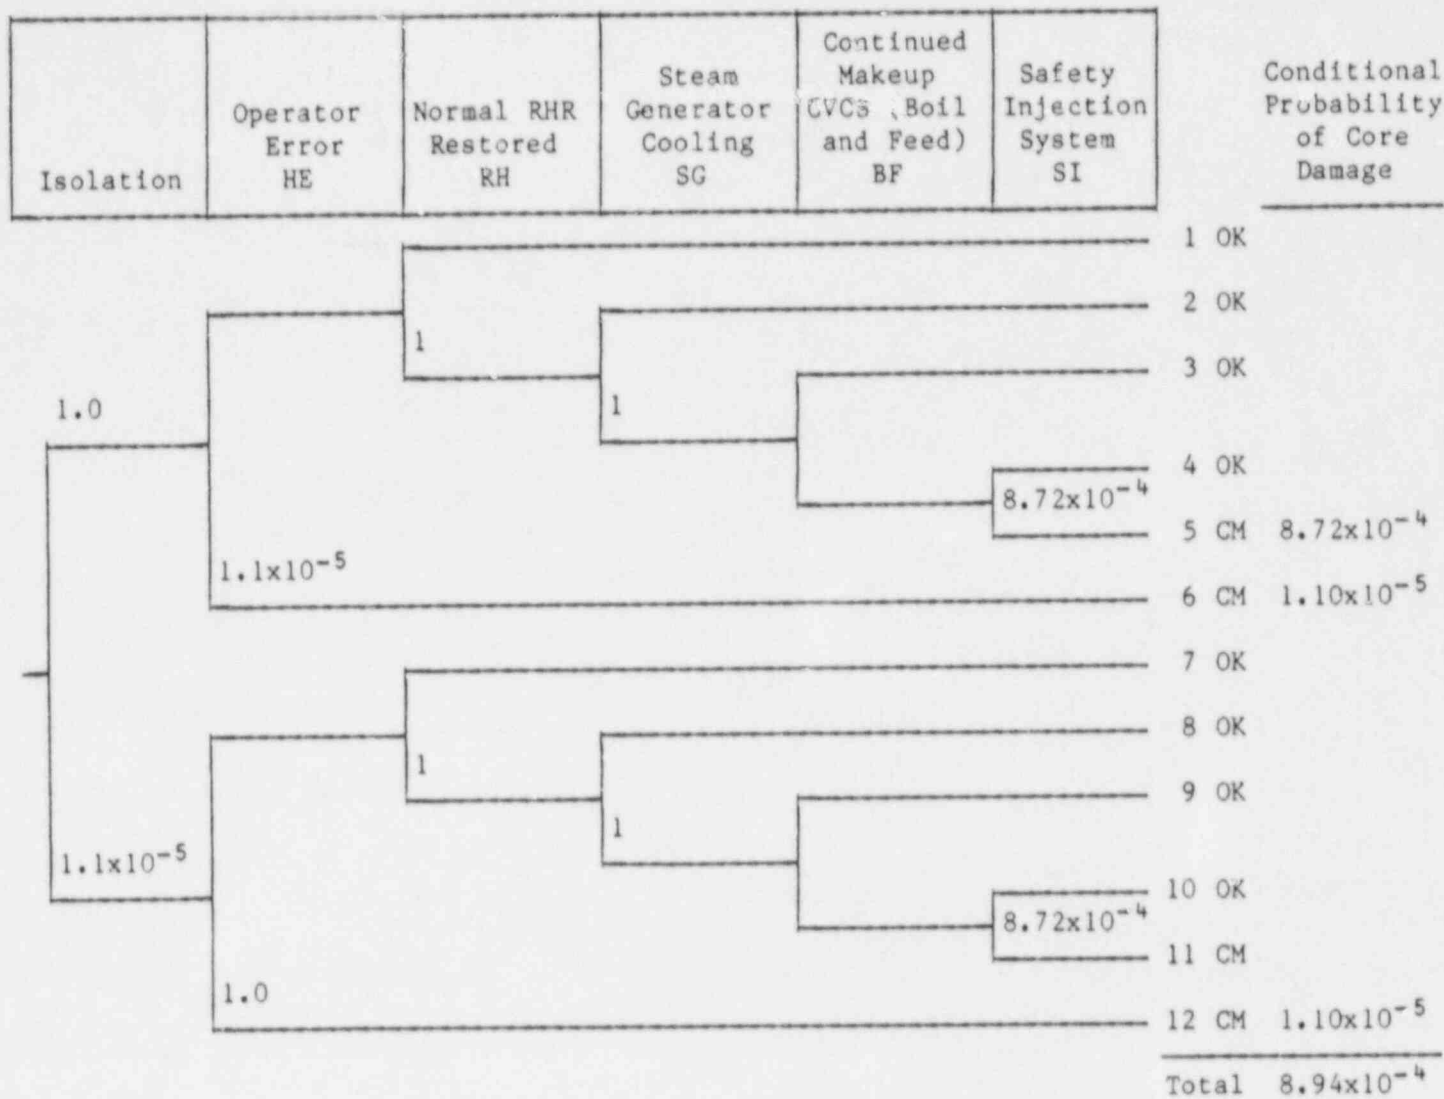 Isolation
Operator
Error
HE
Normal RHR
Restored
RH
Steam
Generator
Cooling
SG
Continued
Makeup
(CVCS, Boil
and Feed)
BF
Safety
Injection
System
SI
Conditional
Probability
of Core
Damage
1 OK
2 OK
1
3 OK
1.0
1
4 OK
8.72x10⁻⁴
5 CM 8.72x10⁻⁴
1.1x10⁻⁵
6 CM 1.10x10⁻⁵
7 OK
8 OK
1
9 OK
1
1.1x10⁻⁵
10 OK
8.72x10⁻⁴
11 CM
1.0
12 CM 1.10x10⁻⁵
Total 8.94x10⁻⁴